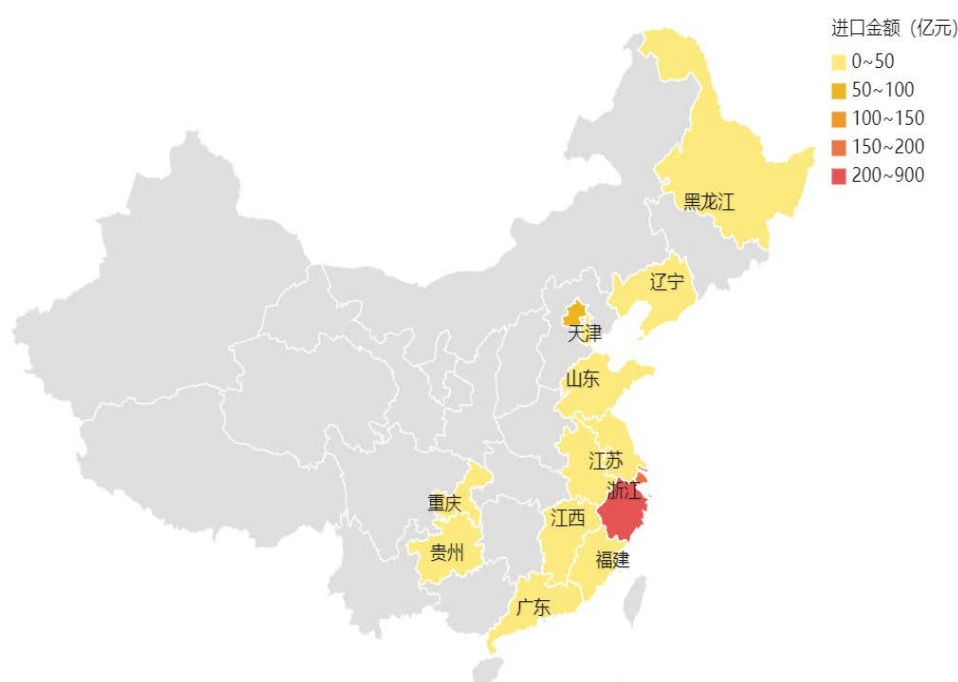 进口金额（亿元）
0~50
50~100
100~150
150~200
200~900
黑龙江
辽宁
天津
山东
江苏
浙江
重庆
江西
贵州
福建
广东